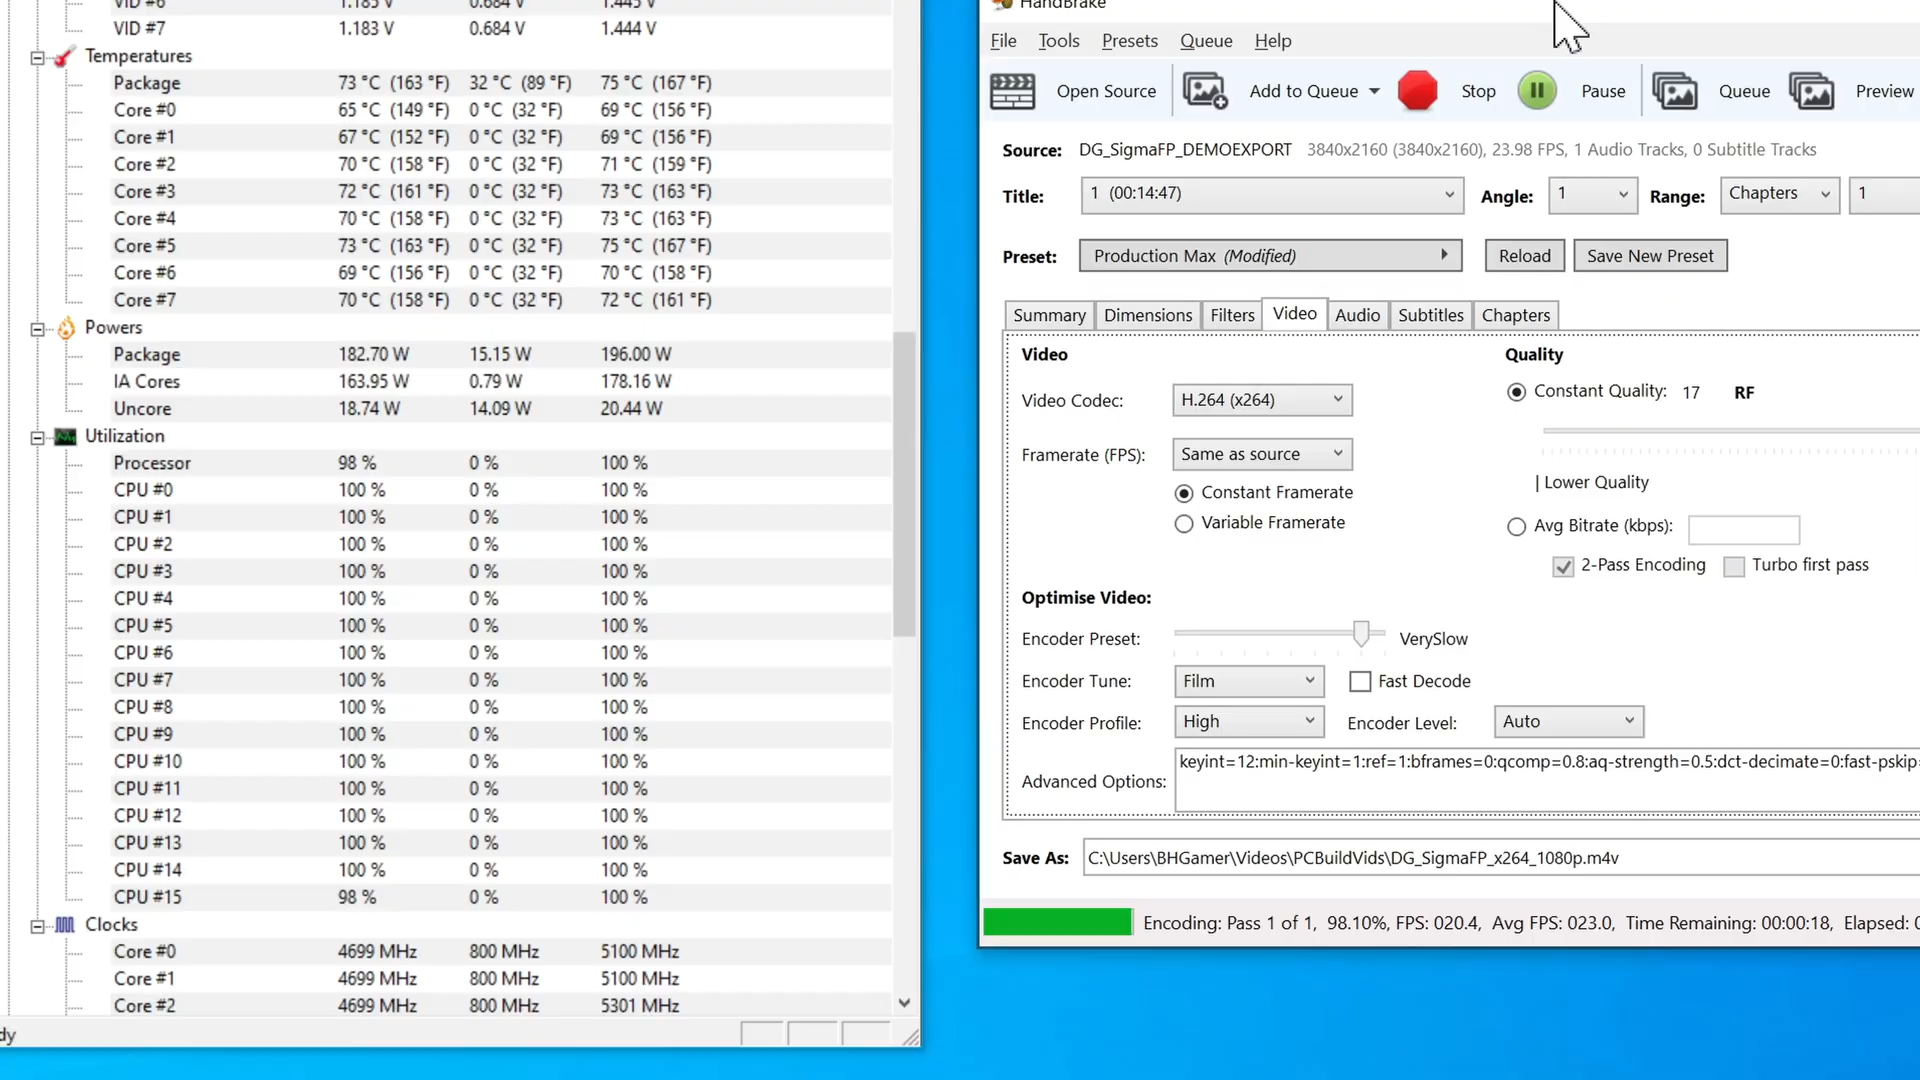 VID #6 1.185 V 0.684 V 1.445 V
VID #7 1.183 V 0.684 V 1.444 V
Temperatures
Package 73 °C (163 °F) 32 °C (89 °F) 75 °C (167 °F)
Core #0 65 °C (149 °F) 0 °C (32 °F) 69 °C (156 °F)
Core #1 67 °C (152 °F) 0 °C (32 °F) 69 °C (156 °F)
Core #2 70 °C (158 °F) 0 °C (32 °F) 71 °C (159 °F)
Core #3 72 °C (161 °F) 0 °C (32 °F) 73 °C (163 °F)
Core #4 70 °C (158 °F) 0 °C (32 °F) 73 °C (163 °F)
Core #5 73 °C (163 °F) 0 °C (32 °F) 75 °C (167 °F)
Core #6 69 °C (156 °F) 0 °C (32 °F) 70 °C (158 °F)
Core #7 70 °C (158 °F) 0 °C (32 °F) 72 °C (161 °F)
Powers
Package 182.70 W 15.15 W 196.00 W
IA Cores 163.95 W 0.79 W 178.16 W
Uncore 18.74 W 14.09 W 20.44 W
Utilization
Processor 98 % 0 % 100 %
CPU #0 100 % 0 % 100 %
CPU #1 100 % 0 % 100 %
CPU #2 100 % 0 % 100 %
CPU #3 100 % 0 % 100 %
CPU #4 100 % 0 % 100 %
CPU #5 100 % 0 % 100 %
CPU #6 100 % 0 % 100 %
CPU #7 100 % 0 % 100 %
CPU #8 100 % 0 % 100 %
CPU #9 100 % 0 % 100 %
CPU #10 100 % 0 % 100 %
CPU #11 100 % 0 % 100 %
CPU #12 100 % 0 % 100 %
CPU #13 100 % 0 % 100 %
CPU #14 100 % 0 % 100 %
CPU #15 98 % 0 % 100 %
Clocks
Core #0 4699 MHz 800 MHz 5100 MHz
Core #1 4699 MHz 800 MHz 5100 MHz
Core #2 4699 MHz 800 MHz 5301 MHz
dy
HandBrake
File Tools Presets Queue Help
Open Source Add to Queue Stop Pause Queue Preview
Source: DG_SigmaFP_DEMOEXPORT 3840x2160 (3840x2160), 23.98 FPS, 1 Audio Tracks, 0 Subtitle Tracks
Title: 1 (00:14:47) Angle: 1 Range: Chapters 1
Preset: Production Max (Modified) Reload Save New Preset
Summary Dimensions Filters Video Audio Subtitles Chapters
Video Quality
Video Codec: H.264 (x264) Constant Quality: 17 RF
Framerate (FPS): Same as source
Constant Framerate | Lower Quality
Variable Framerate Avg Bitrate (kbps):
2-Pass Encoding Turbo first pass
Optimise Video:
Encoder Preset: VerySlow
Encoder Tune: Film Fast Decode
Encoder Profile: High Encoder Level: Auto
Advanced Options: keyint=12:min-keyint=1:ref=1:bframes=0:qcomp=0.8:aq-strength=0.5:dct-decimate=0:fast-pskip=
Save As: C:\Users\BHGamer\Videos\PCBuildVids\DG_SigmaFP_x264_1080p.m4v
Encoding: Pass 1 of 1, 98.10%, FPS: 020.4, Avg FPS: 023.0, Time Remaining: 00:00:18, Elapsed: 0